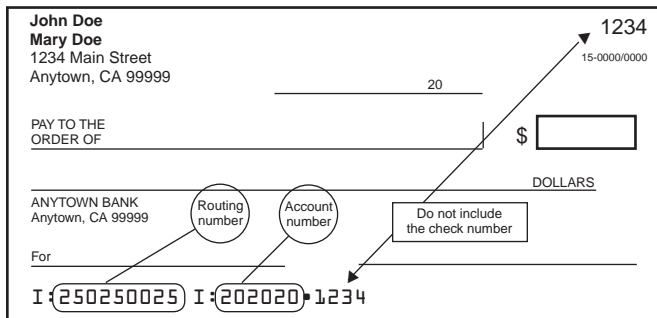 John Doe
Mary Doe
1234 Main Street
Anytown, CA 99999
1234
15-0000/0000
20
PAY TO THE
ORDER OF
$
DOLLARS
ANYTOWN BANK
Anytown, CA 99999
Routing
number
Account
number
Do not include
the check number
For
I:250250025 I:202020•1234